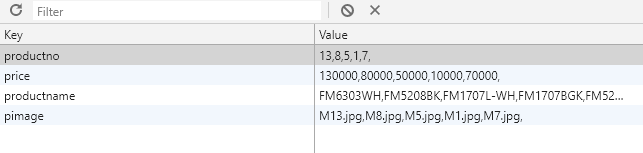 Filter
Key Value
productno 13,8,5,1,7,
price 130000,80000,50000,10000,70000,
productname FM6303WH,FM5208BK,FM1707L-WH,FM1707BGK,FM52...
pimage M13.jpg,M8.jpg,M5.jpg,M1.jpg,M7.jpg,